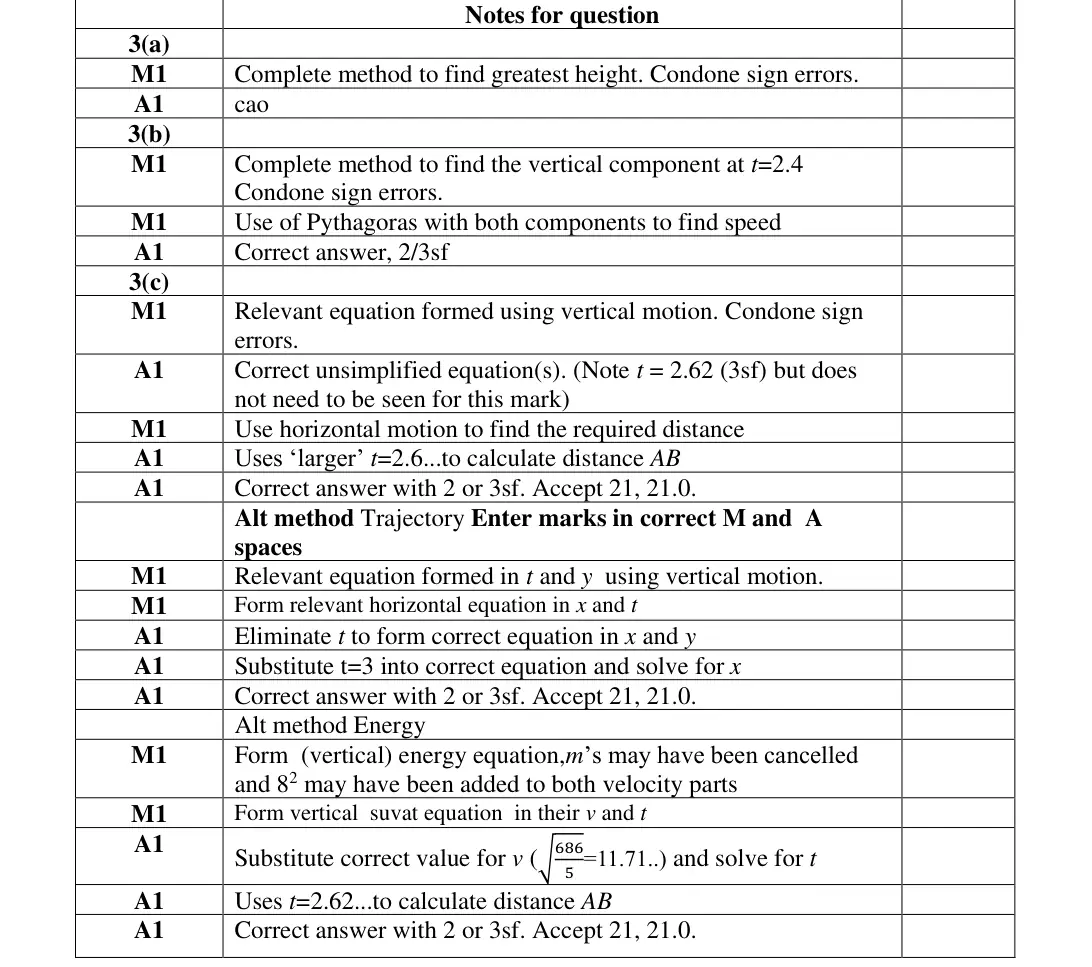 Notes for question
3(a)
M1 Complete method to find greatest height. Condone sign errors.
A1 cao
3(b)
M1 Complete method to find the vertical component at t=2.4
Condone sign errors.
M1 Use of Pythagoras with both components to find speed
A1 Correct answer, 2/3sf
3(c)
M1 Relevant equation formed using vertical motion. Condone sign
errors.
A1 Correct unsimplified equation(s). (Note t = 2.62 (3sf) but does
not need to be seen for this mark)
M1 Use horizontal motion to find the required distance
A1 Uses ‘larger’ t=2.6...to calculate distance AB
A1 Correct answer with 2 or 3sf. Accept 21, 21.0.
Alt method Trajectory Enter marks in correct M and A
spaces
M1 Relevant equation formed in t and y using vertical motion.
M1 Form relevant horizontal equation in x and t
A1 Eliminate t to form correct equation in x and y
A1 Substitute t=3 into correct equation and solve for x
A1 Correct answer with 2 or 3sf. Accept 21, 21.0.
Alt method Energy
M1 Form (vertical) energy equation,m’s may have been cancelled
and 8² may have been added to both velocity parts
M1 Form vertical suvat equation in their v and t
A1 Substitute correct value for v (√(686/5)=11.71..) and solve for t
A1 Uses t=2.62...to calculate distance AB
A1 Correct answer with 2 or 3sf. Accept 21, 21.0.